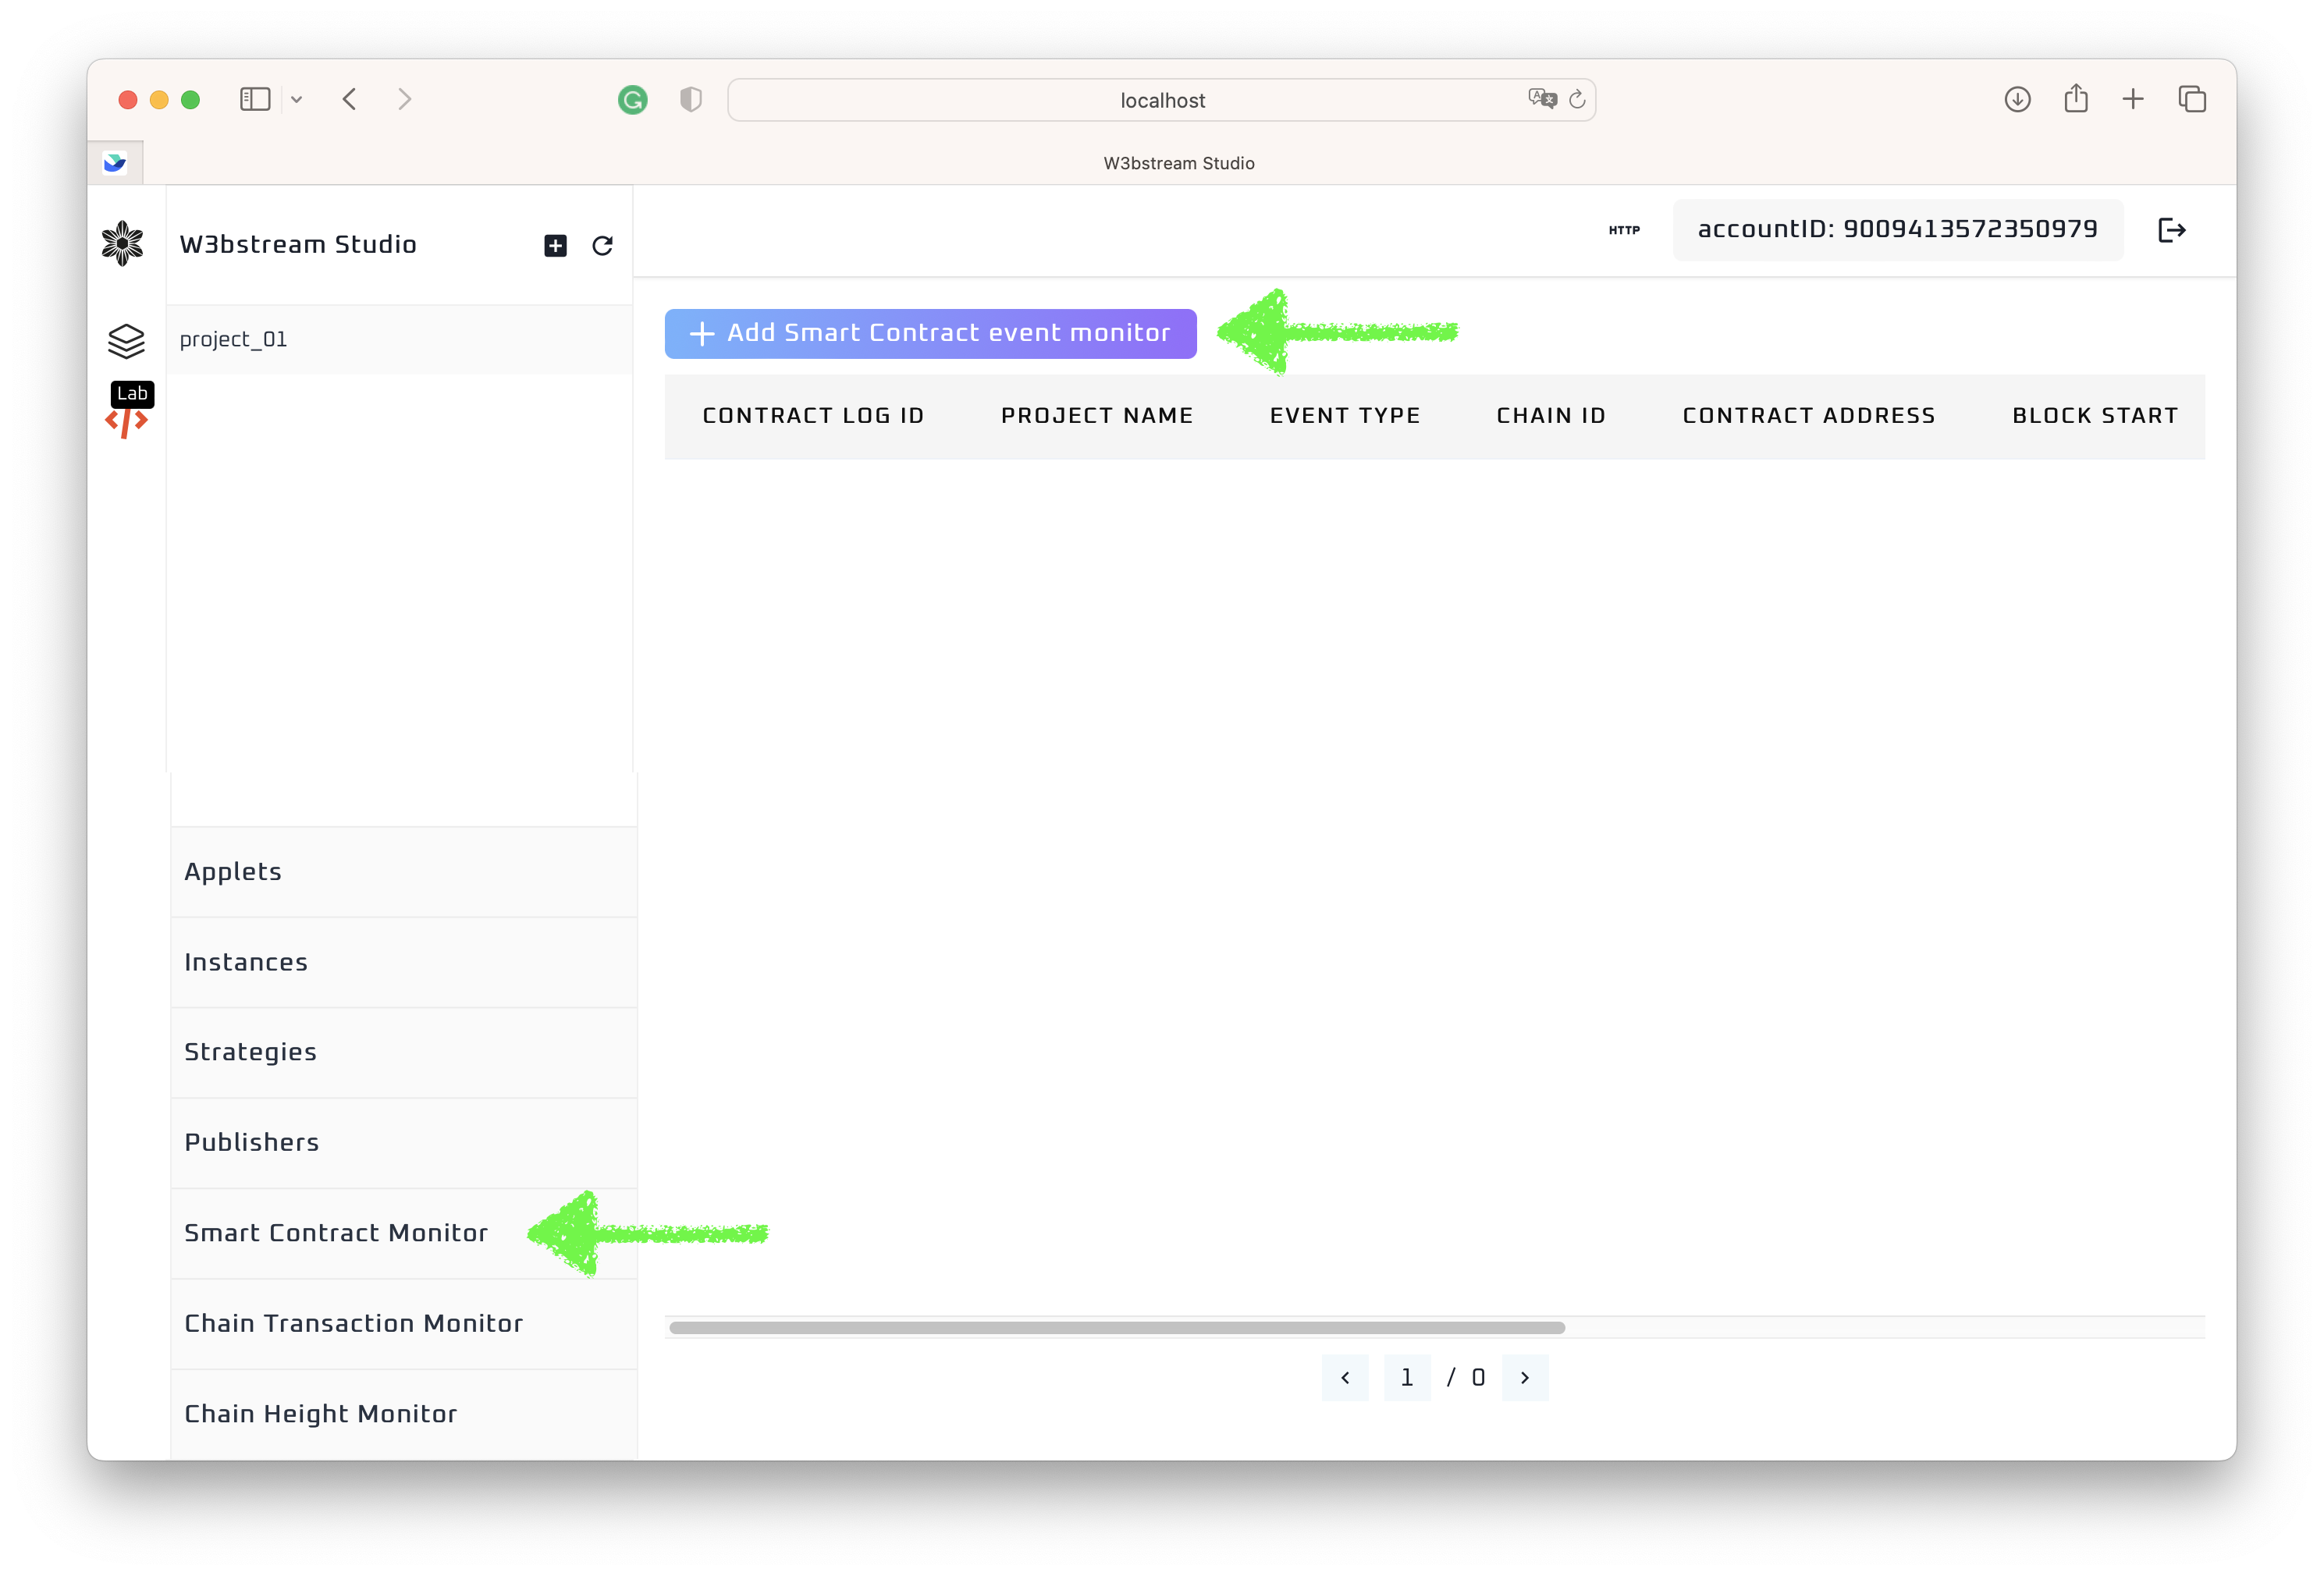 localhost
W3bstream Studio
W3bstream Studio
HTTP
accountID: 9009413572350979
project_01
Lab
Add Smart Contract event monitor
CONTRACT LOG ID PROJECT NAME EVENT TYPE CHAIN ID CONTRACT ADDRESS BLOCK START
Applets
Instances
Strategies
Publishers
Smart Contract Monitor
Chain Transaction Monitor
Chain Height Monitor
1 / 0